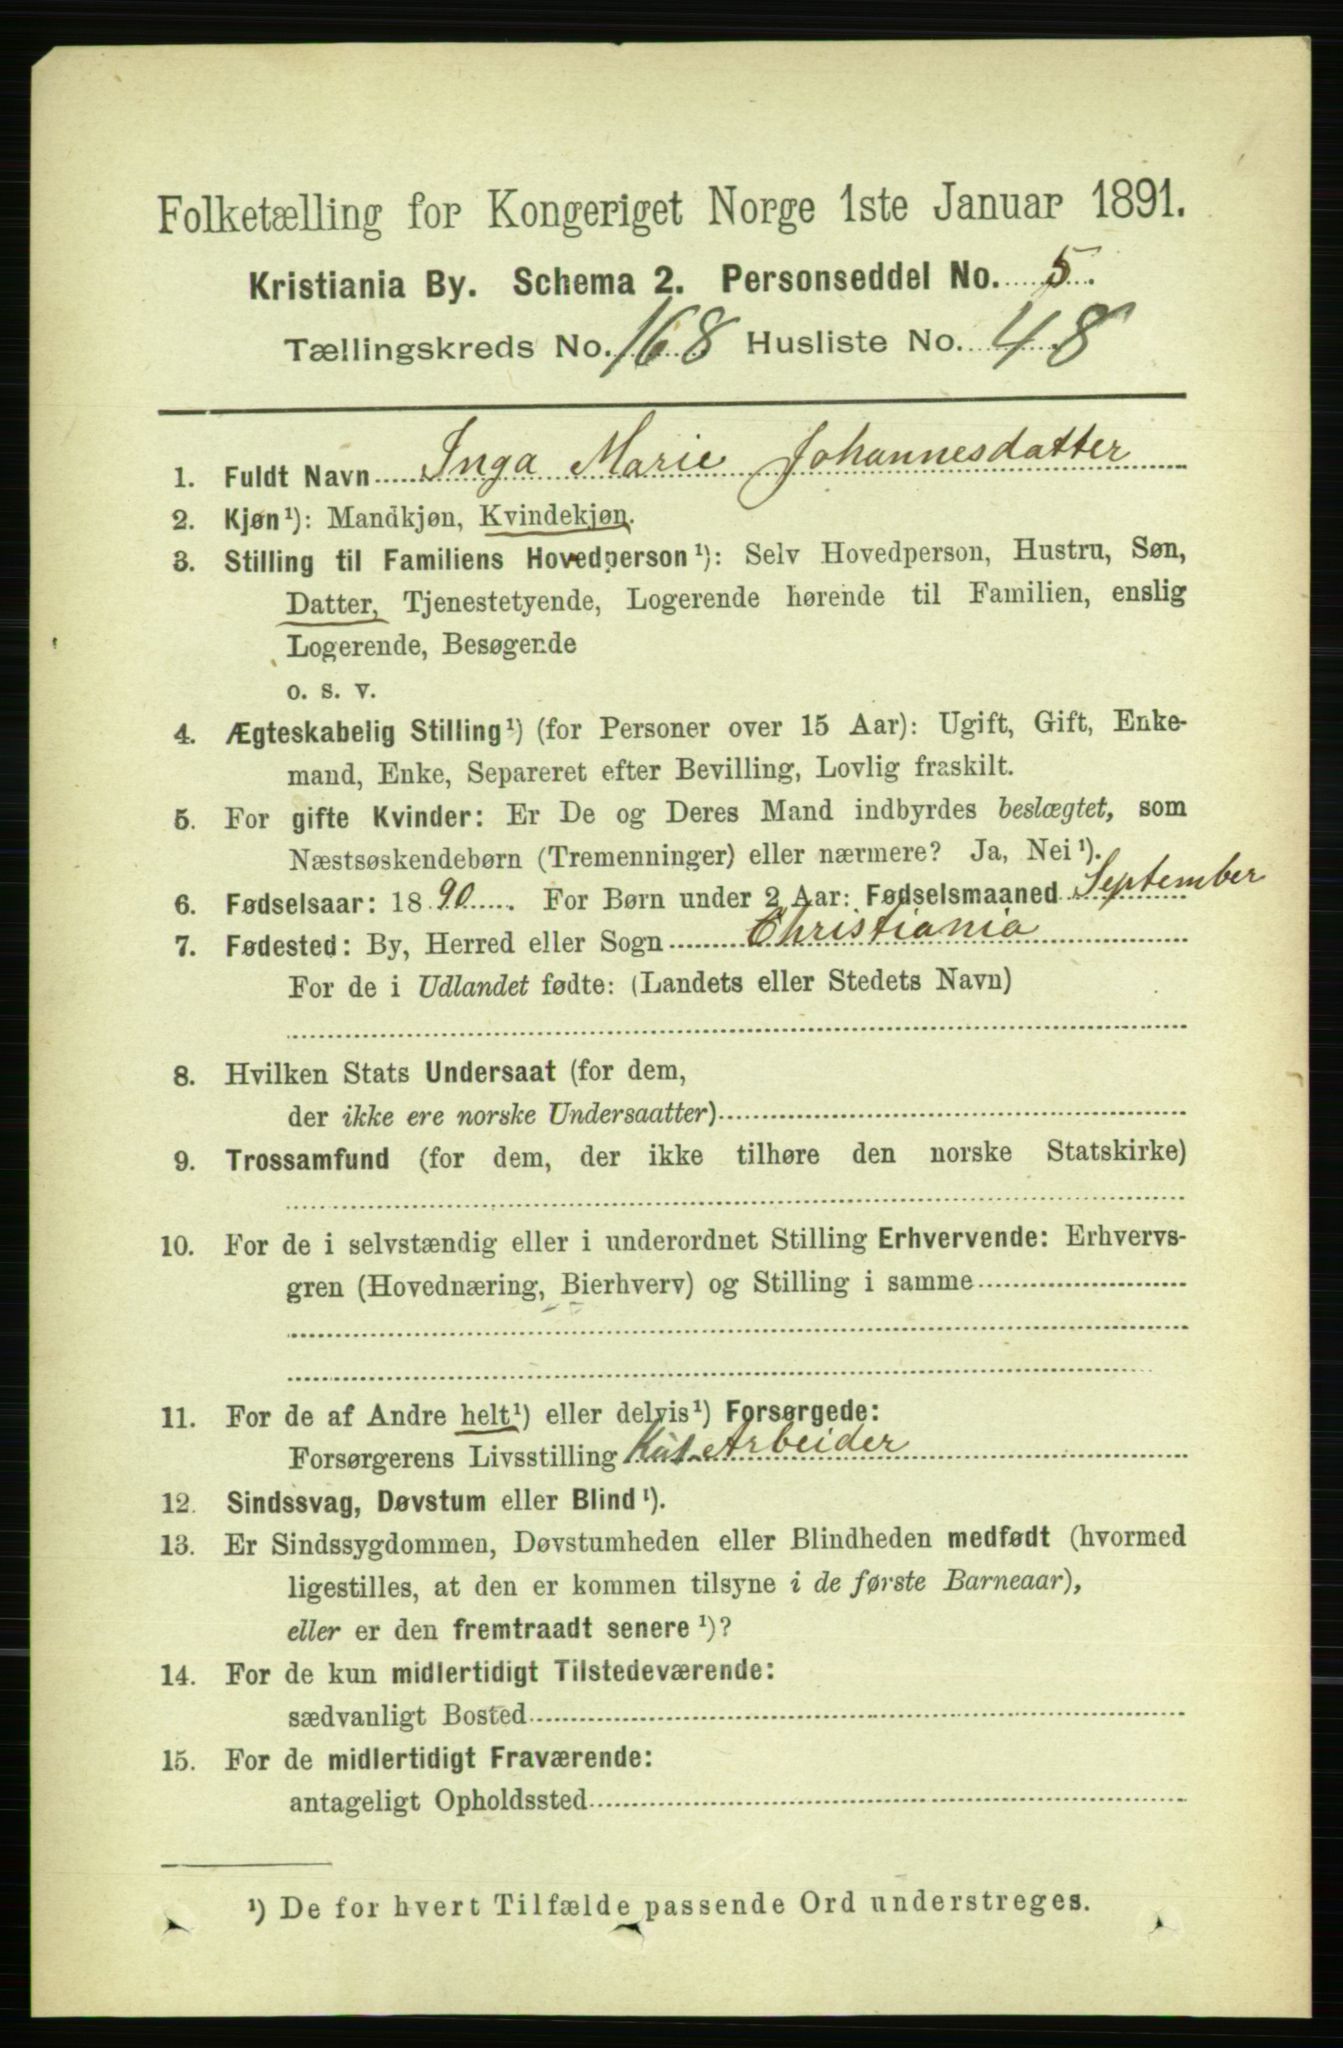 Folketælling for Kongeriget Norge 1ste Januar 1891.
Kristiania By. Schema 2. Personseddel No. 5.
Tællingskreds No. 168 Husliste No. 48
1. Fuldt Navn Inga Marie Johannesdatter
2. Kjøn¹): Mandkjøn, Kvindekjøn.
3. Stilling til Familiens Hovedperson¹): Selv Hovedperson, Hustru, Søn,
Datter, Tjenestetyende, Logerende hørende til Familien, enslig
Logerende, Besøgende
o. s. v.
4. Ægteskabelig Stilling¹) (for Personer over 15 Aar): Ugift, Gift, Enke-
mand, Enke, Separeret efter Bevilling, Lovlig fraskilt.
5. For gifte Kvinder: Er De og Deres Mand indbyrdes beslægtet, som
Næstsøskendebørn (Tremenninger) eller nærmere? Ja, Nei¹).
6. Fødselsaar: 1890. For Børn under 2 Aar: Fødselsmaaned September
7. Fødested: By, Herred eller Sogn Christiania
For de i Udlandet fødte: (Landets eller Stedets Navn)
8. Hvilken Stats Undersaat (for dem,
der ikke ere norske Undersaatter)
9. Trossamfund (for dem, der ikke tilhøre den norske Statskirke)
10. For de i selvstændig eller i underordnet Stilling Erhvervende: Erhvervs-
gren (Hovednæring, Bierhverv) og Stilling i samme
11. For de af Andre helt¹) eller delvis¹) Forsørgede:
Forsørgerens Livsstilling Arbeider
12. Sindssvag, Døvstum eller Blind¹).
13. Er Sindssygdommen, Døvstumheden eller Blindheden medfødt (hvormed
ligestilles, at den er kommen tilsyne i de første Barneaar),
eller er den fremtraadt senere¹)?
14. For de kun midlertidigt Tilstedeværende:
sædvanligt Bosted
15. For de midlertidigt Fraværende:
antageligt Opholdssted
¹) De for hvert Tilfælde passende Ord understreges.